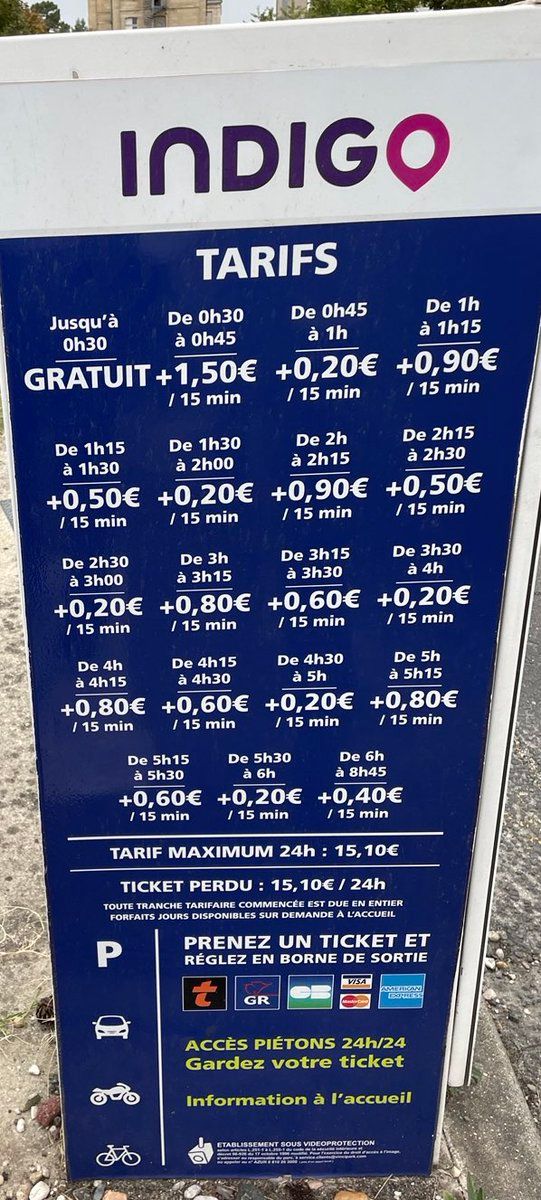 INDIGO
TARIFS
Jusqu'à
0h30
GRATUIT
De 0h30
à 0h45
+1,50€
/ 15 min
De 0h45
à 1h
+0,20€
/ 15 min
De 1h
à 1h15
+0,90€
/ 15 min
De 1h15
à 1h30
+0,50€
/ 15 min
De 1h30
à 2h00
+0,20€
/ 15 min
De 2h
à 2h15
+0,90€
/ 15 min
De 2h15
à 2h30
+0,50€
/ 15 min
De 2h30
à 3h00
+0,20€
/ 15 min
De 3h
à 3h15
+0,80€
/ 15 min
De 3h15
à 3h30
+0,60€
/ 15 min
De 3h30
à 4h
+0,20€
/ 15 min
De 4h
à 4h15
+0,80€
/ 15 min
De 4h15
à 4h30
+0,60€
/ 15 min
De 4h30
à 5h
+0,20€
/ 15 min
De 5h
à 5h15
+0,80€
/ 15 min
De 5h15
à 5h30
+0,60€
/ 15 min
De 5h30
à 6h
+0,20€
/ 15 min
De 6h
à 8h45
+0,40€
/ 15 min
TARIF MAXIMUM 24h : 15,10€
TICKET PERDU : 15,10€ / 24h
TOUTE TRANCHE TARIFAIRE COMMENCÉE EST DUE EN ENTIER
FORFAITS JOURS DISPONIBLES SUR DEMANDE À L'ACCUEIL
P
PRENEZ UN TICKET ET
RÉGLEZ EN BORNE DE SORTIE
t
GR
CB
VISA
MasterCard
AMERICAN
EXPRESS
ACCÈS PIÉTONS 24h/24
Gardez votre ticket
Information à l'accueil
ETABLISSEMENT SOUS VIDEOPROTECTION